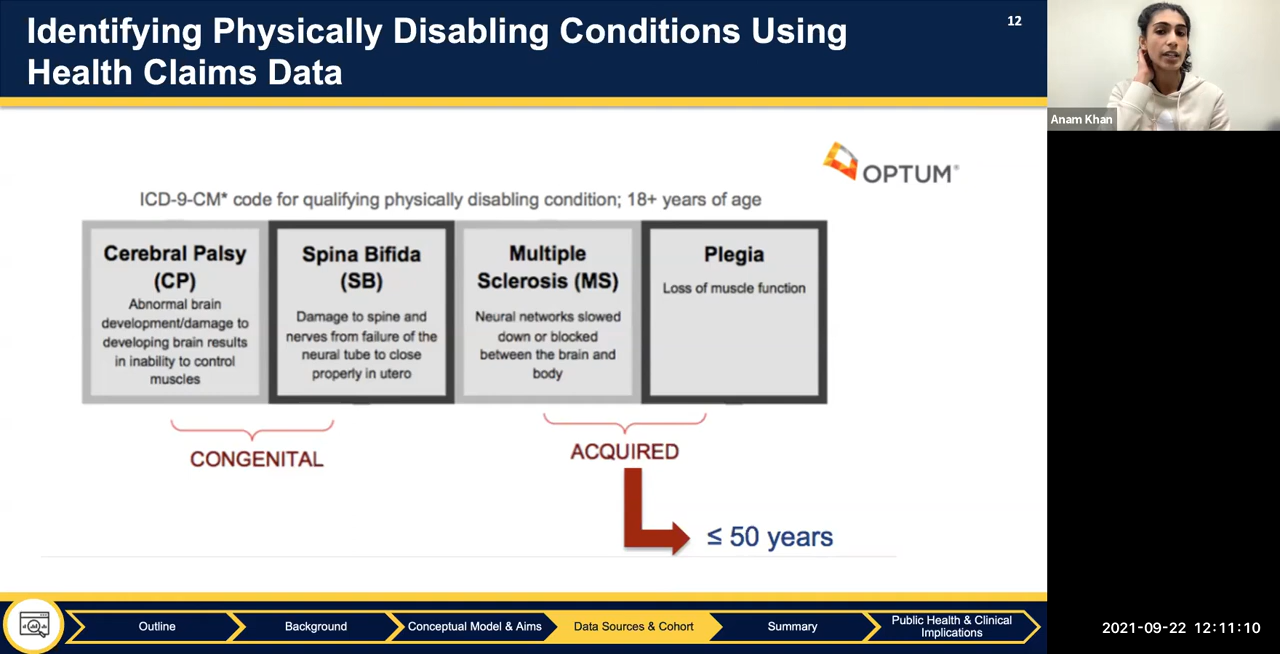 Identifying Physically Disabling Conditions Using
Health Claims Data
12
Anam Khan
OPTUM®
ICD-9-CM* code for qualifying physically disabling condition; 18+ years of age
Cerebral Palsy
(CP)
Abnormal brain
development/damage to
developing brain results
in inability to control
muscles
Spina Bifida
(SB)
Damage to spine and
nerves from failure of the
neural tube to close
properly in utero
Multiple
Sclerosis (MS)
Neural networks slowed
down or blocked
between the brain and
body
Plegia
Loss of muscle function
CONGENITAL
ACQUIRED
≤ 50 years
Outline
Background
Conceptual Model & Aims
Data Sources & Cohort
Summary
Public Health & Clinical
Implications
2021-09-22 12:11:10